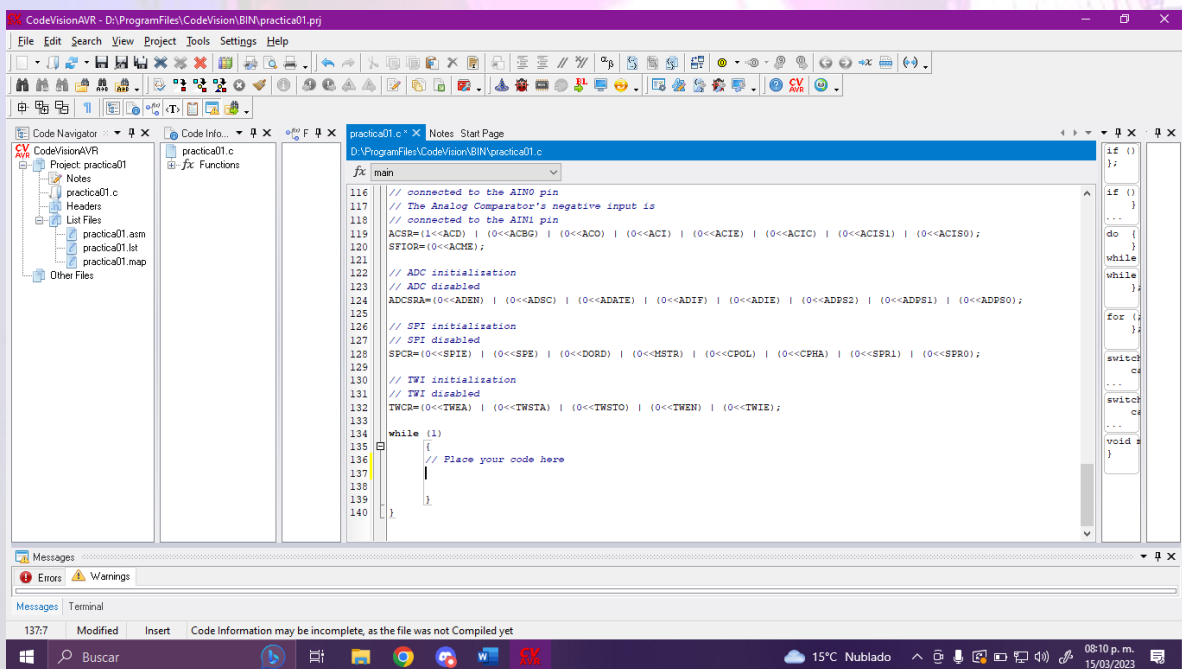 CodeVisionAVR - D:\ProgramFiles\CodeVision\BIN\practica01.prj
File Edit Search View Project Tools Settings Help
Code Navigator
Code Info...
F
practica01.c *
Notes
Start Page
CodeVisionAVR
Project: practica01
Notes
practica01.c
Headers
List Files
practica01.asm
practica01.lst
practica01.map
Other Files
practica01.c
fx Functions
D:\ProgramFiles\CodeVision\BIN\practica01.c
fx main
116 // connected to the AIN0 pin
117 // The Analog Comparator's negative input is
118 // connected to the AIN1 pin
119 ACSR=(1<<ACD) | (0<<ACBG) | (0<<ACO) | (0<<ACI) | (0<<ACIE) | (0<<ACIC) | (0<<ACIS1) | (0<<ACIS0);
120 SFIOR=(0<<ACME);
121
122 // ADC initialization
123 // ADC disabled
124 ADCSRA=(0<<ADEN) | (0<<ADSC) | (0<<ADATE) | (0<<ADIF) | (0<<ADIE) | (0<<ADPS2) | (0<<ADPS1) | (0<<ADPS0);
125
126 // SPI initialization
127 // SPI disabled
128 SPCR=(0<<SPIE) | (0<<SPE) | (0<<DORD) | (0<<MSTR) | (0<<CPOL) | (0<<CPHA) | (0<<SPR1) | (0<<SPR0);
129
130 // TWI initialization
131 // TWI disabled
132 TWCR=(0<<TWEA) | (0<<TWSTA) | (0<<TWSTO) | (0<<TWEN) | (0<<TWIE);
133
134 while (1)
135 {
136 // Place your code here
137
138
139 }
140 }
if ()
};
if ()
}
...
do {
}
while
while
};
for (;
};
switch
ca
...
switch
ca
...
void s
}
Messages
Errors
Warnings
Messages
Terminal
137:7
Modified
Insert
Code Information may be incomplete, as the file was not Compiled yet
Buscar
15°C Nublado
08:10 p. m.
15/03/2023